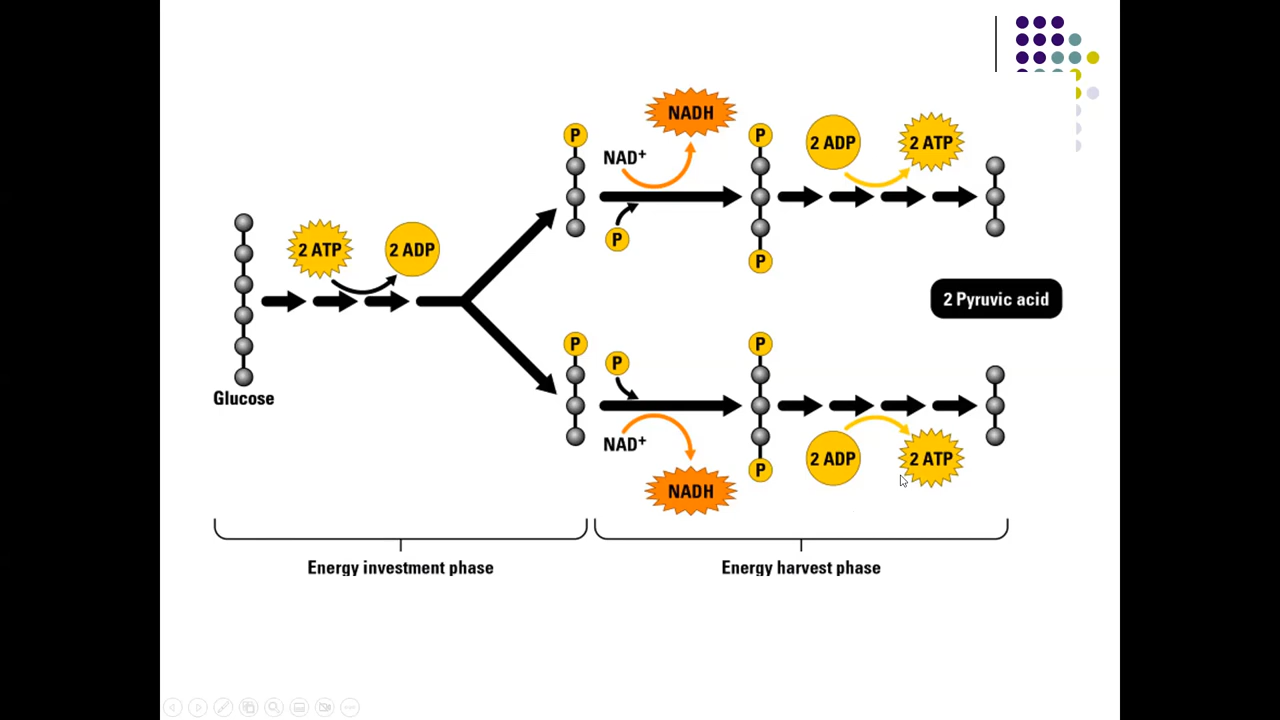 NADH
P
P
2 ADP
2 ATP
NAD+
P
2 ATP
2 ADP
P
2 Pyruvic acid
P
P
P
Glucose
NAD+
2 ADP
2 ATP
P
NADH
Energy investment phase
Energy harvest phase